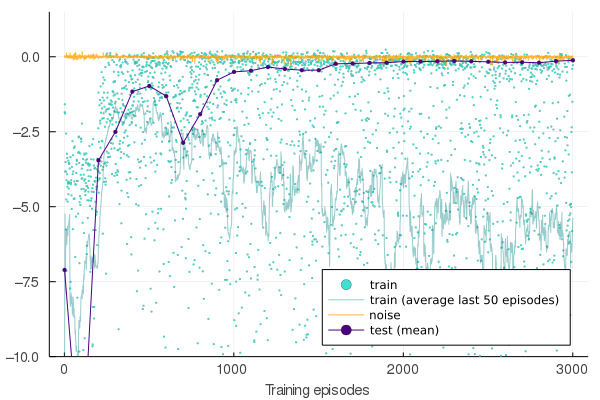 0.0
−2.5
−5.0
−7.5
−10.0
0
1000
2000
3000
Training episodes
train
train (average last 50 episodes)
noise
test (mean)